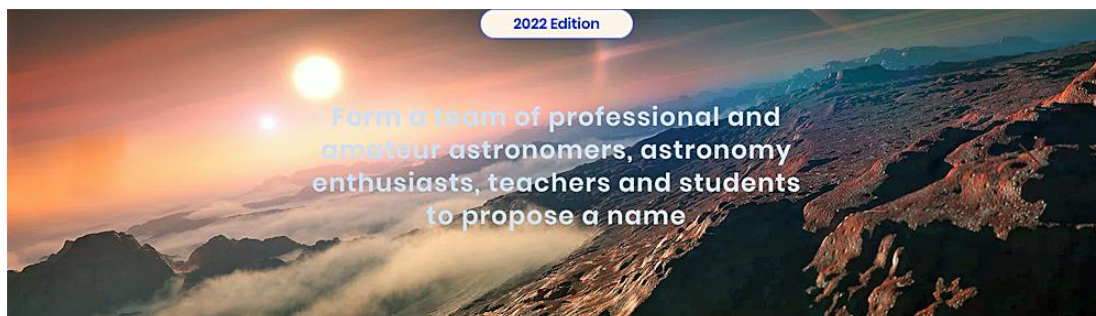 2022 Edition
Form a team of professional and
amateur astronomers, astronomy
enthusiasts, teachers and students
to propose a name